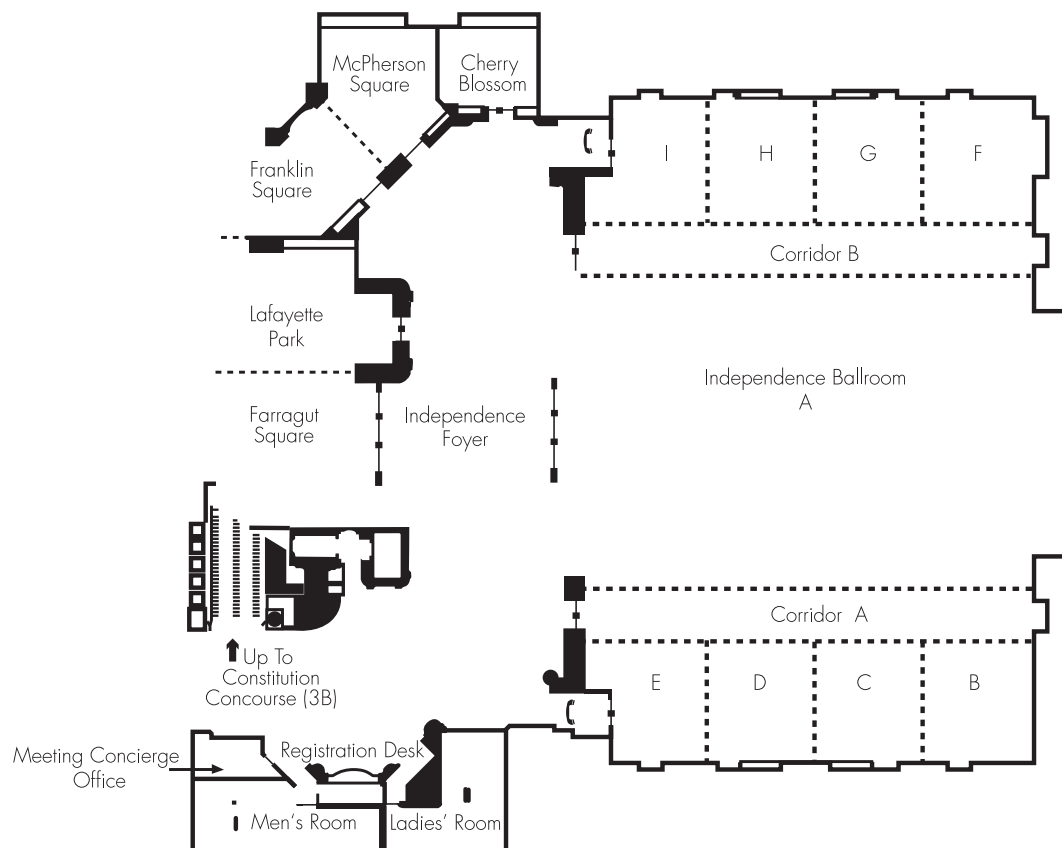 McPherson
Square
Cherry
Blossom
Franklin
Square
I
H
G
F
Corridor B
Lafayette
Park
Independence Ballroom
A
Farragut
Square
Independence
Foyer
Corridor A
E
D
C
B
Up To
Constitution
Concourse (3B)
Meeting Concierge
Office
Registration Desk
Men's Room
Ladies' Room